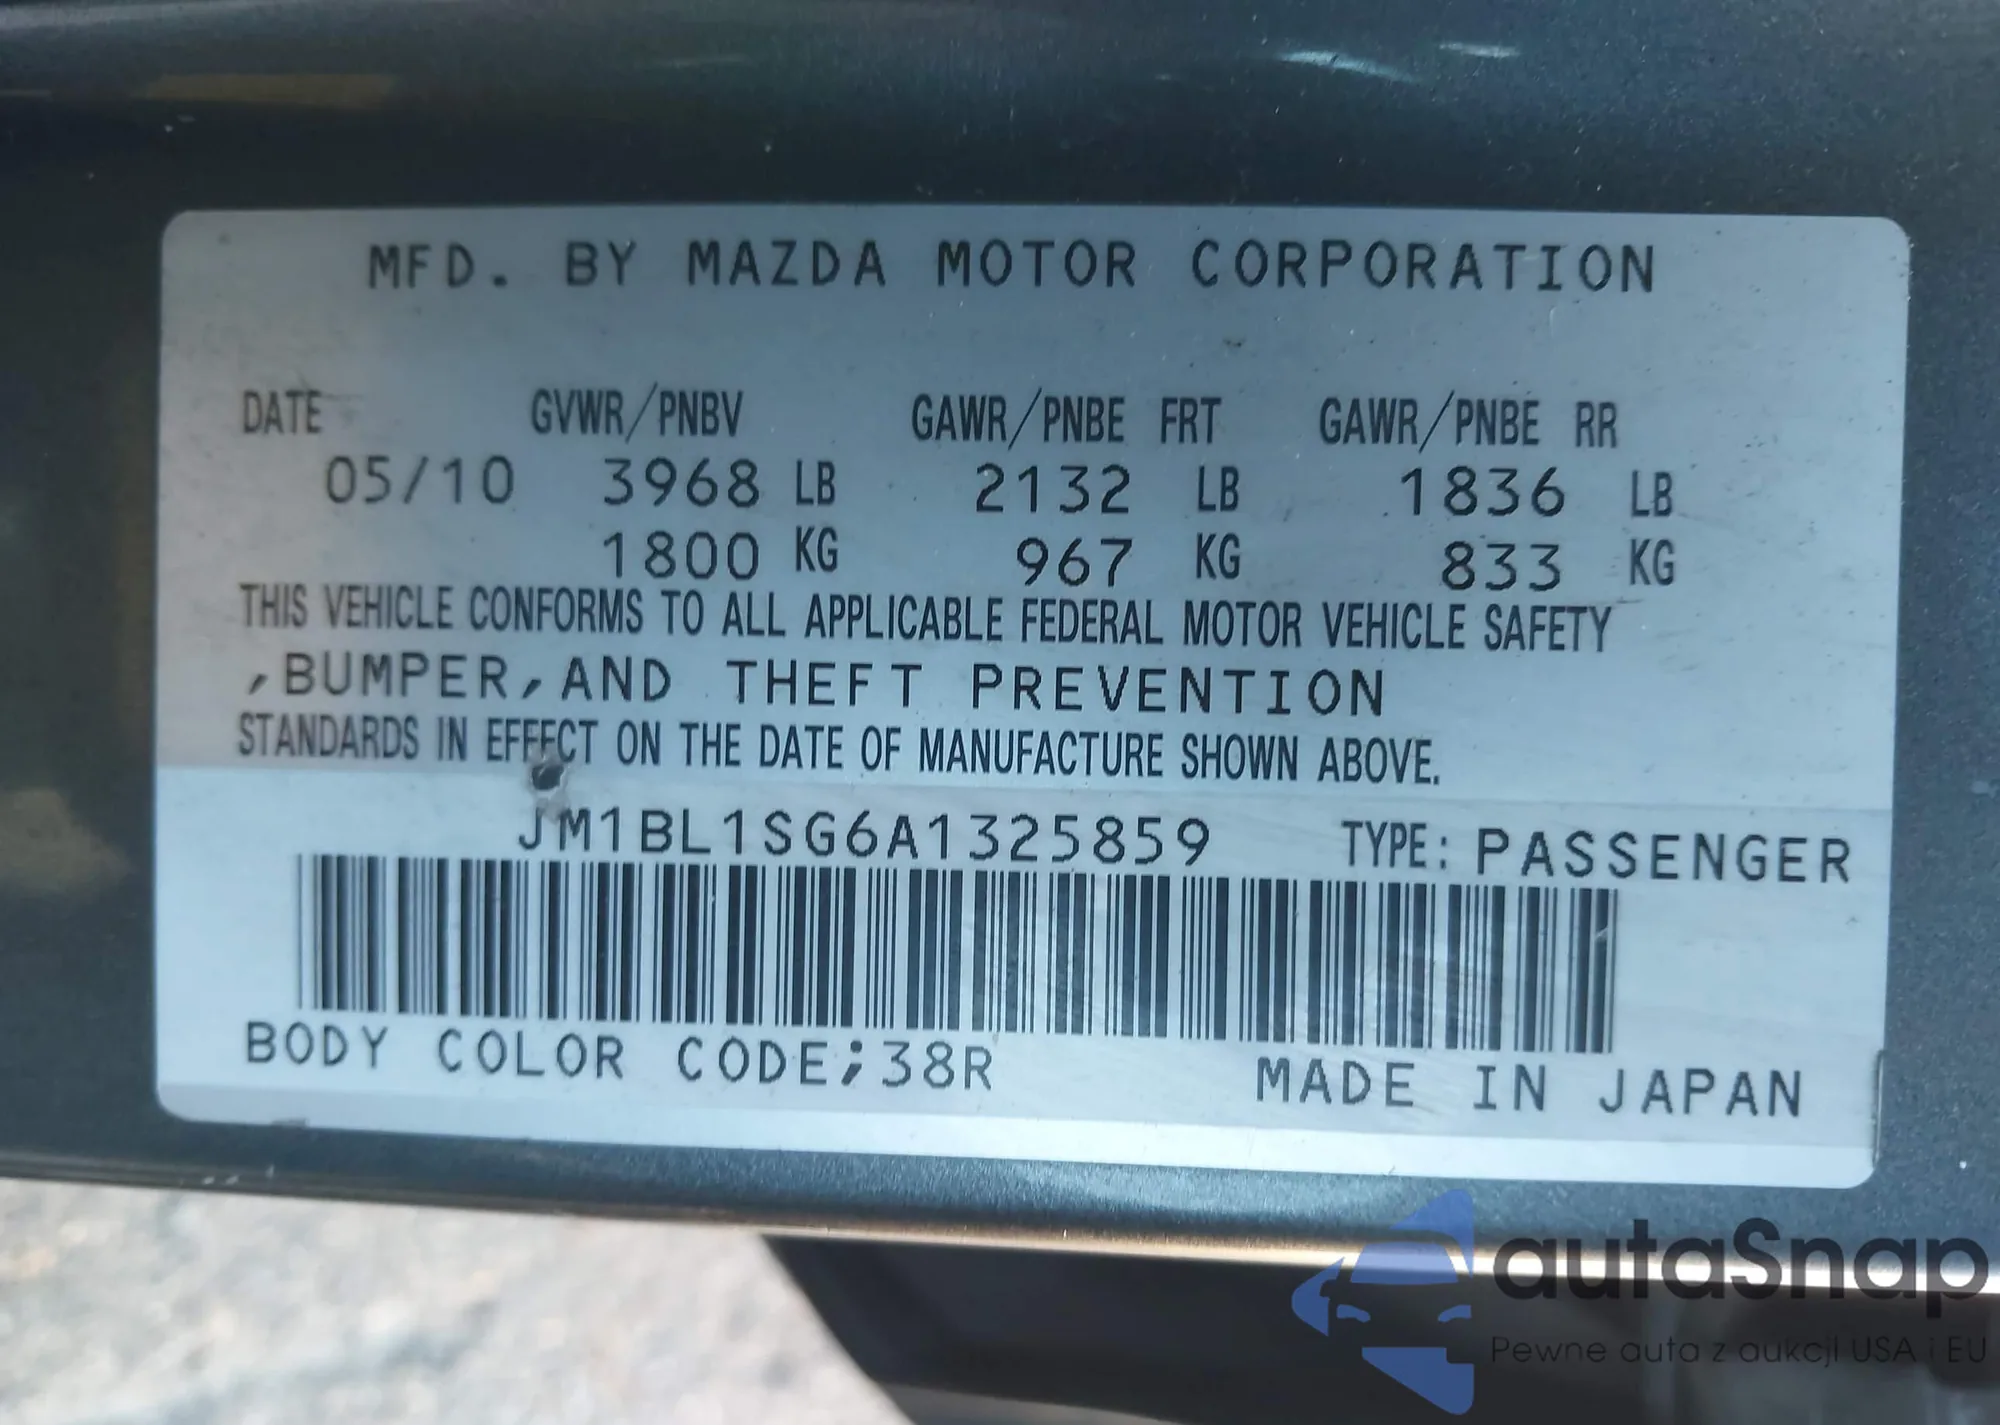 MFD. BY MAZDA MOTOR CORPORATION
DATE GVWR/PNBV GAWR/PNBE FRT GAWR/PNBE RR
05/10 3968 LB 2132 LB 1836 LB
1800 KG 967 KG 833 KG
THIS VEHICLE CONFORMS TO ALL APPLICABLE FEDERAL MOTOR VEHICLE SAFETY
,BUMPER,AND THEFT PREVENTION
STANDARDS IN EFFECT ON THE DATE OF MANUFACTURE SHOWN ABOVE.
JM1BL1SG6A1325859 TYPE: PASSENGER
BODY COLOR CODE;38R MADE IN JAPAN
autaSnap
Pewne auta z aukcji USA i EU